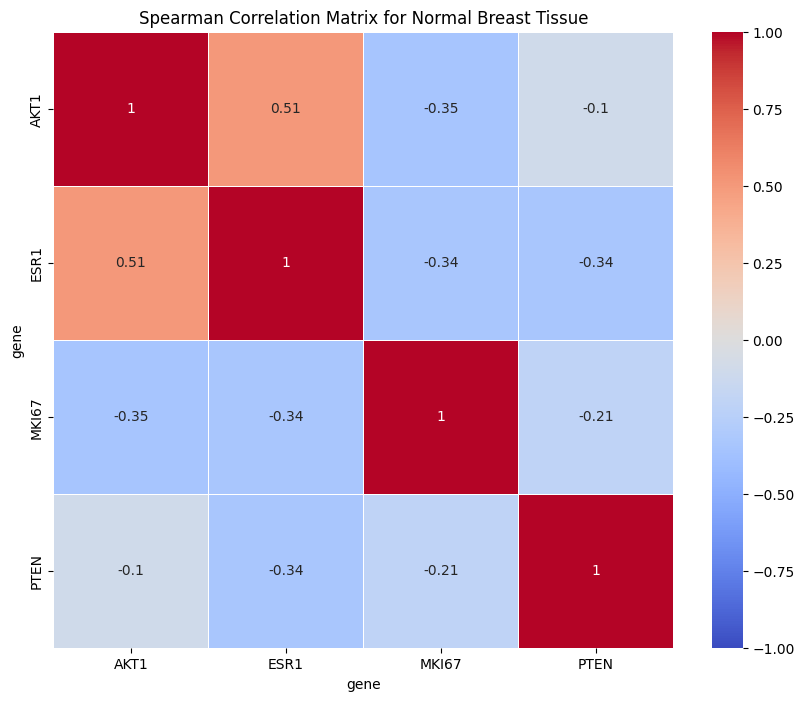 Spearman Correlation Matrix for Normal Breast Tissue
gene
AKT1
1
0.51
-0.35
-0.1
ESR1
0.51
1
-0.34
-0.34
MKI67
-0.35
-0.34
1
-0.21
PTEN
-0.1
-0.34
-0.21
1
AKT1
ESR1
MKI67
PTEN
gene
1.00
0.75
0.50
0.25
0.00
−0.25
−0.50
−0.75
−1.00